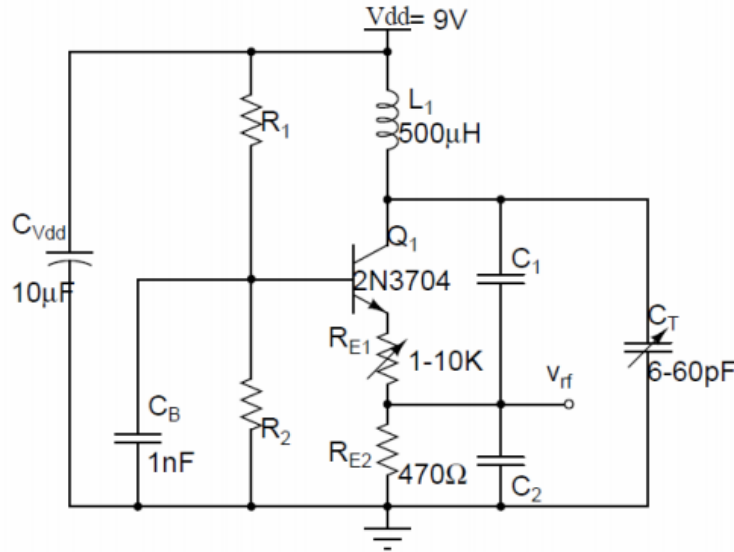 Vdd= 9V
L1
500μH
R1
CVdd
10μF
Q1
2N3704
C1
RE1
1-10K
CT
6-60pF
vrf
CB
1nF
R2
RE2
470Ω
C2